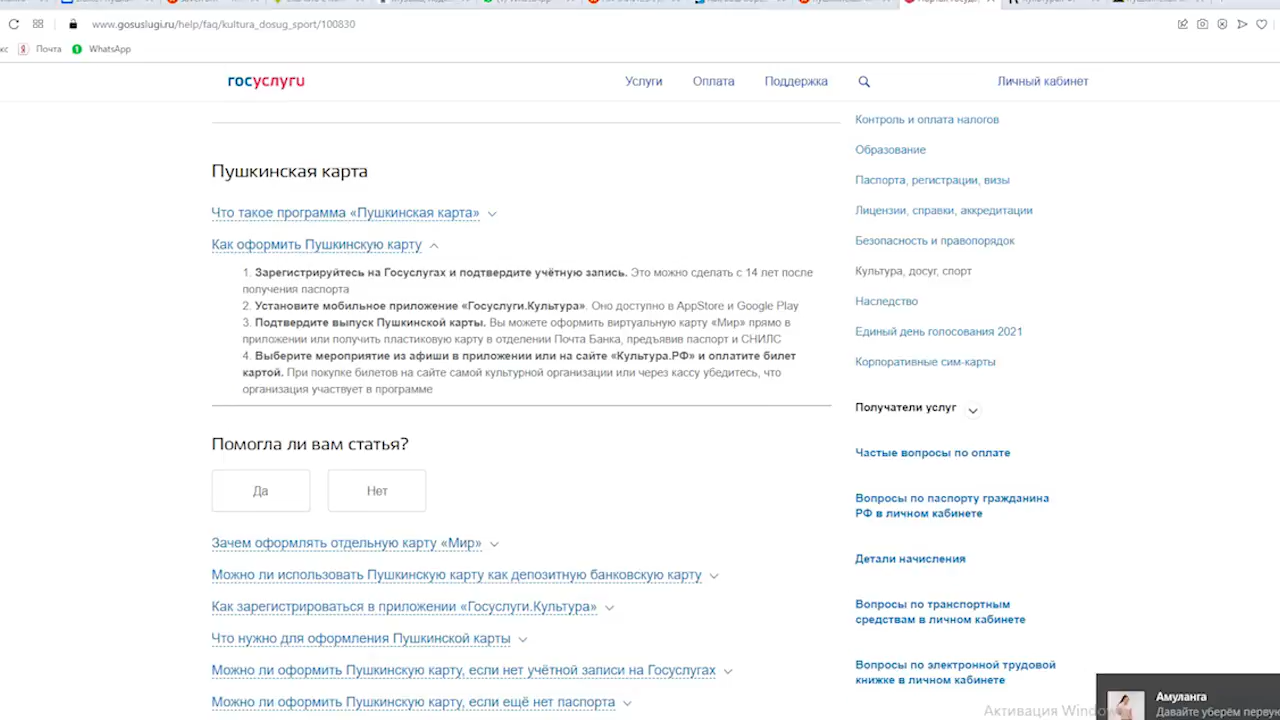 www.gosuslugi.ru/help/faq/kultura_dosug_sport/100830
Почта
WhatsApp
госуслуги
Услуги
Оплата
Поддержка
Личный кабинет
Пушкинская карта
Что такое программа «Пушкинская карта»
Как оформить Пушкинскую карту
1. Зарегистрируйтесь на Госуслугах и подтвердите учётную запись. Это можно сделать с 14 лет после
получения паспорта
2. Установите мобильное приложение «Госуслуги.Культура». Оно доступно в AppStore и Google Play
3. Подтвердите выпуск Пушкинской карты. Вы можете оформить виртуальную карту «Мир» прямо в
приложении или получить пластиковую карту в отделении Почта Банка, предъявив паспорт и СНИЛС
4. Выберите мероприятие из афиши в приложении или на сайте «Культура.РФ» и оплатите билет
картой. При покупке билетов на сайте самой культурной организации или через кассу убедитесь, что
организация участвует в программе
Помогла ли вам статья?
Да
Нет
Зачем оформлять отдельную карту «Мир»
Можно ли использовать Пушкинскую карту как депозитную банковскую карту
Как зарегистрироваться в приложении «Госуслуги.Культура»
Что нужно для оформления Пушкинской карты
Можно ли оформить Пушкинскую карту, если нет учётной записи на Госуслугах
Можно ли оформить Пушкинскую карту, если ещё нет паспорта
Контроль и оплата налогов
Образование
Паспорта, регистрации, визы
Лицензии, справки, аккредитации
Безопасность и правопорядок
Культура, досуг, спорт
Наследство
Единый день голосования 2021
Корпоративные сим-карты
Получатели услуг
Частые вопросы по оплате
Вопросы по паспорту гражданина
РФ в личном кабинете
Детали начисления
Вопросы по транспортным
средствам в личном кабинете
Вопросы по электронной трудовой
книжке в личном кабинете
Активация Windo
Амуланга
Давайте уберём первую